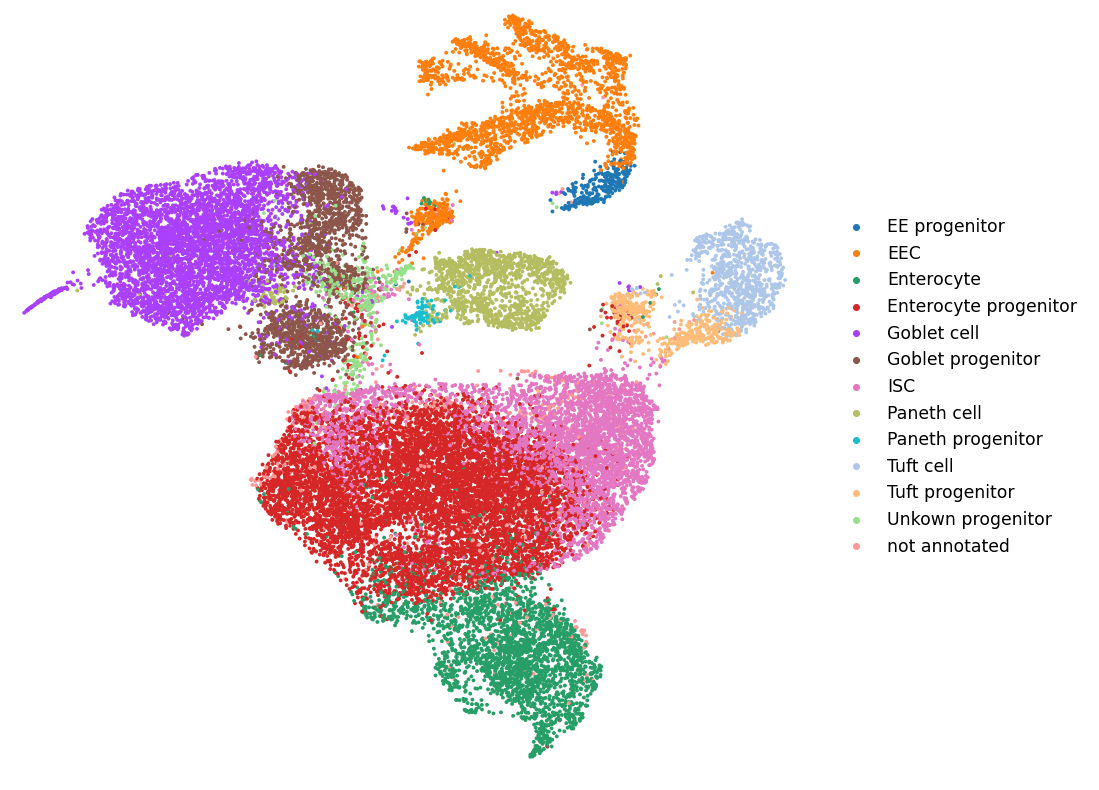 EE progenitor
EEC
Enterocyte
Enterocyte progenitor
Goblet cell
Goblet progenitor
ISC
Paneth cell
Paneth progenitor
Tuft cell
Tuft progenitor
Unkown progenitor
not annotated